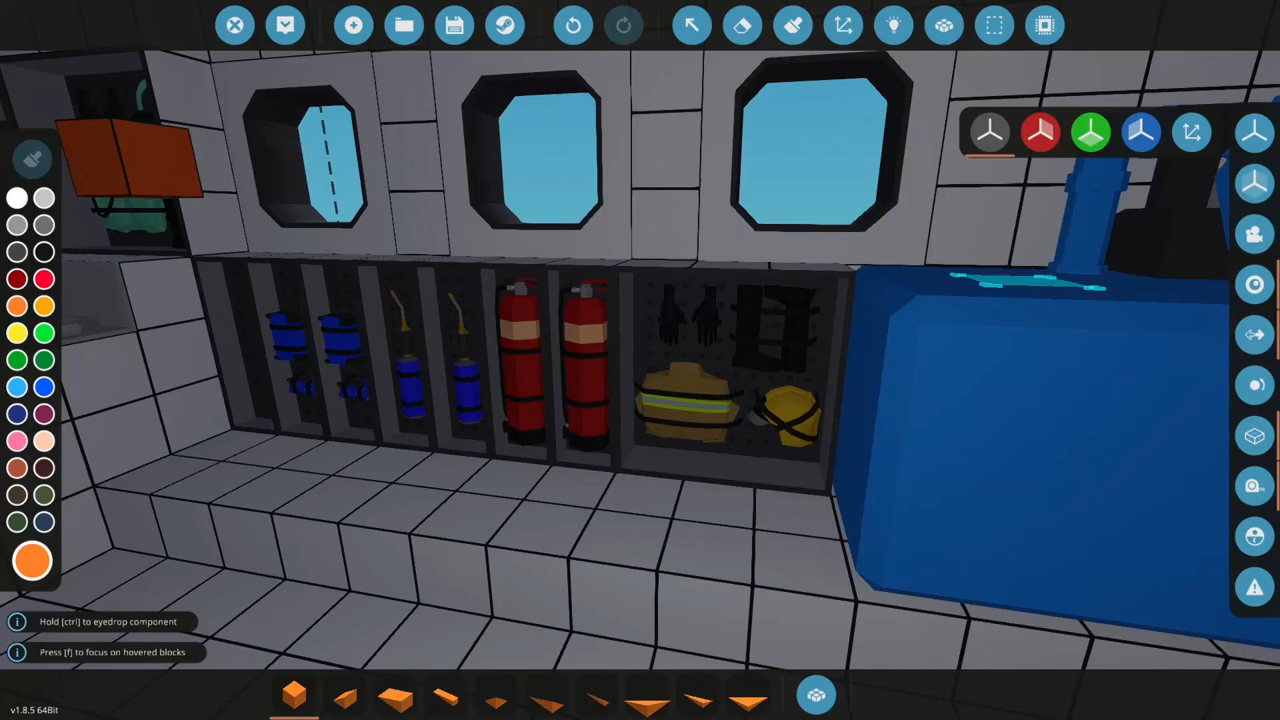 Hold [ctrl] to eyedrop component
Press [f] to focus on hovered blocks
v1.8.5 64Bit